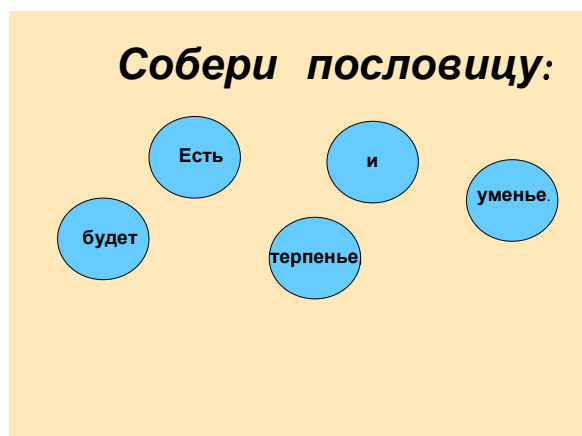 Собери пословицу:
Есть
и
уменье.
будет
терпенье,